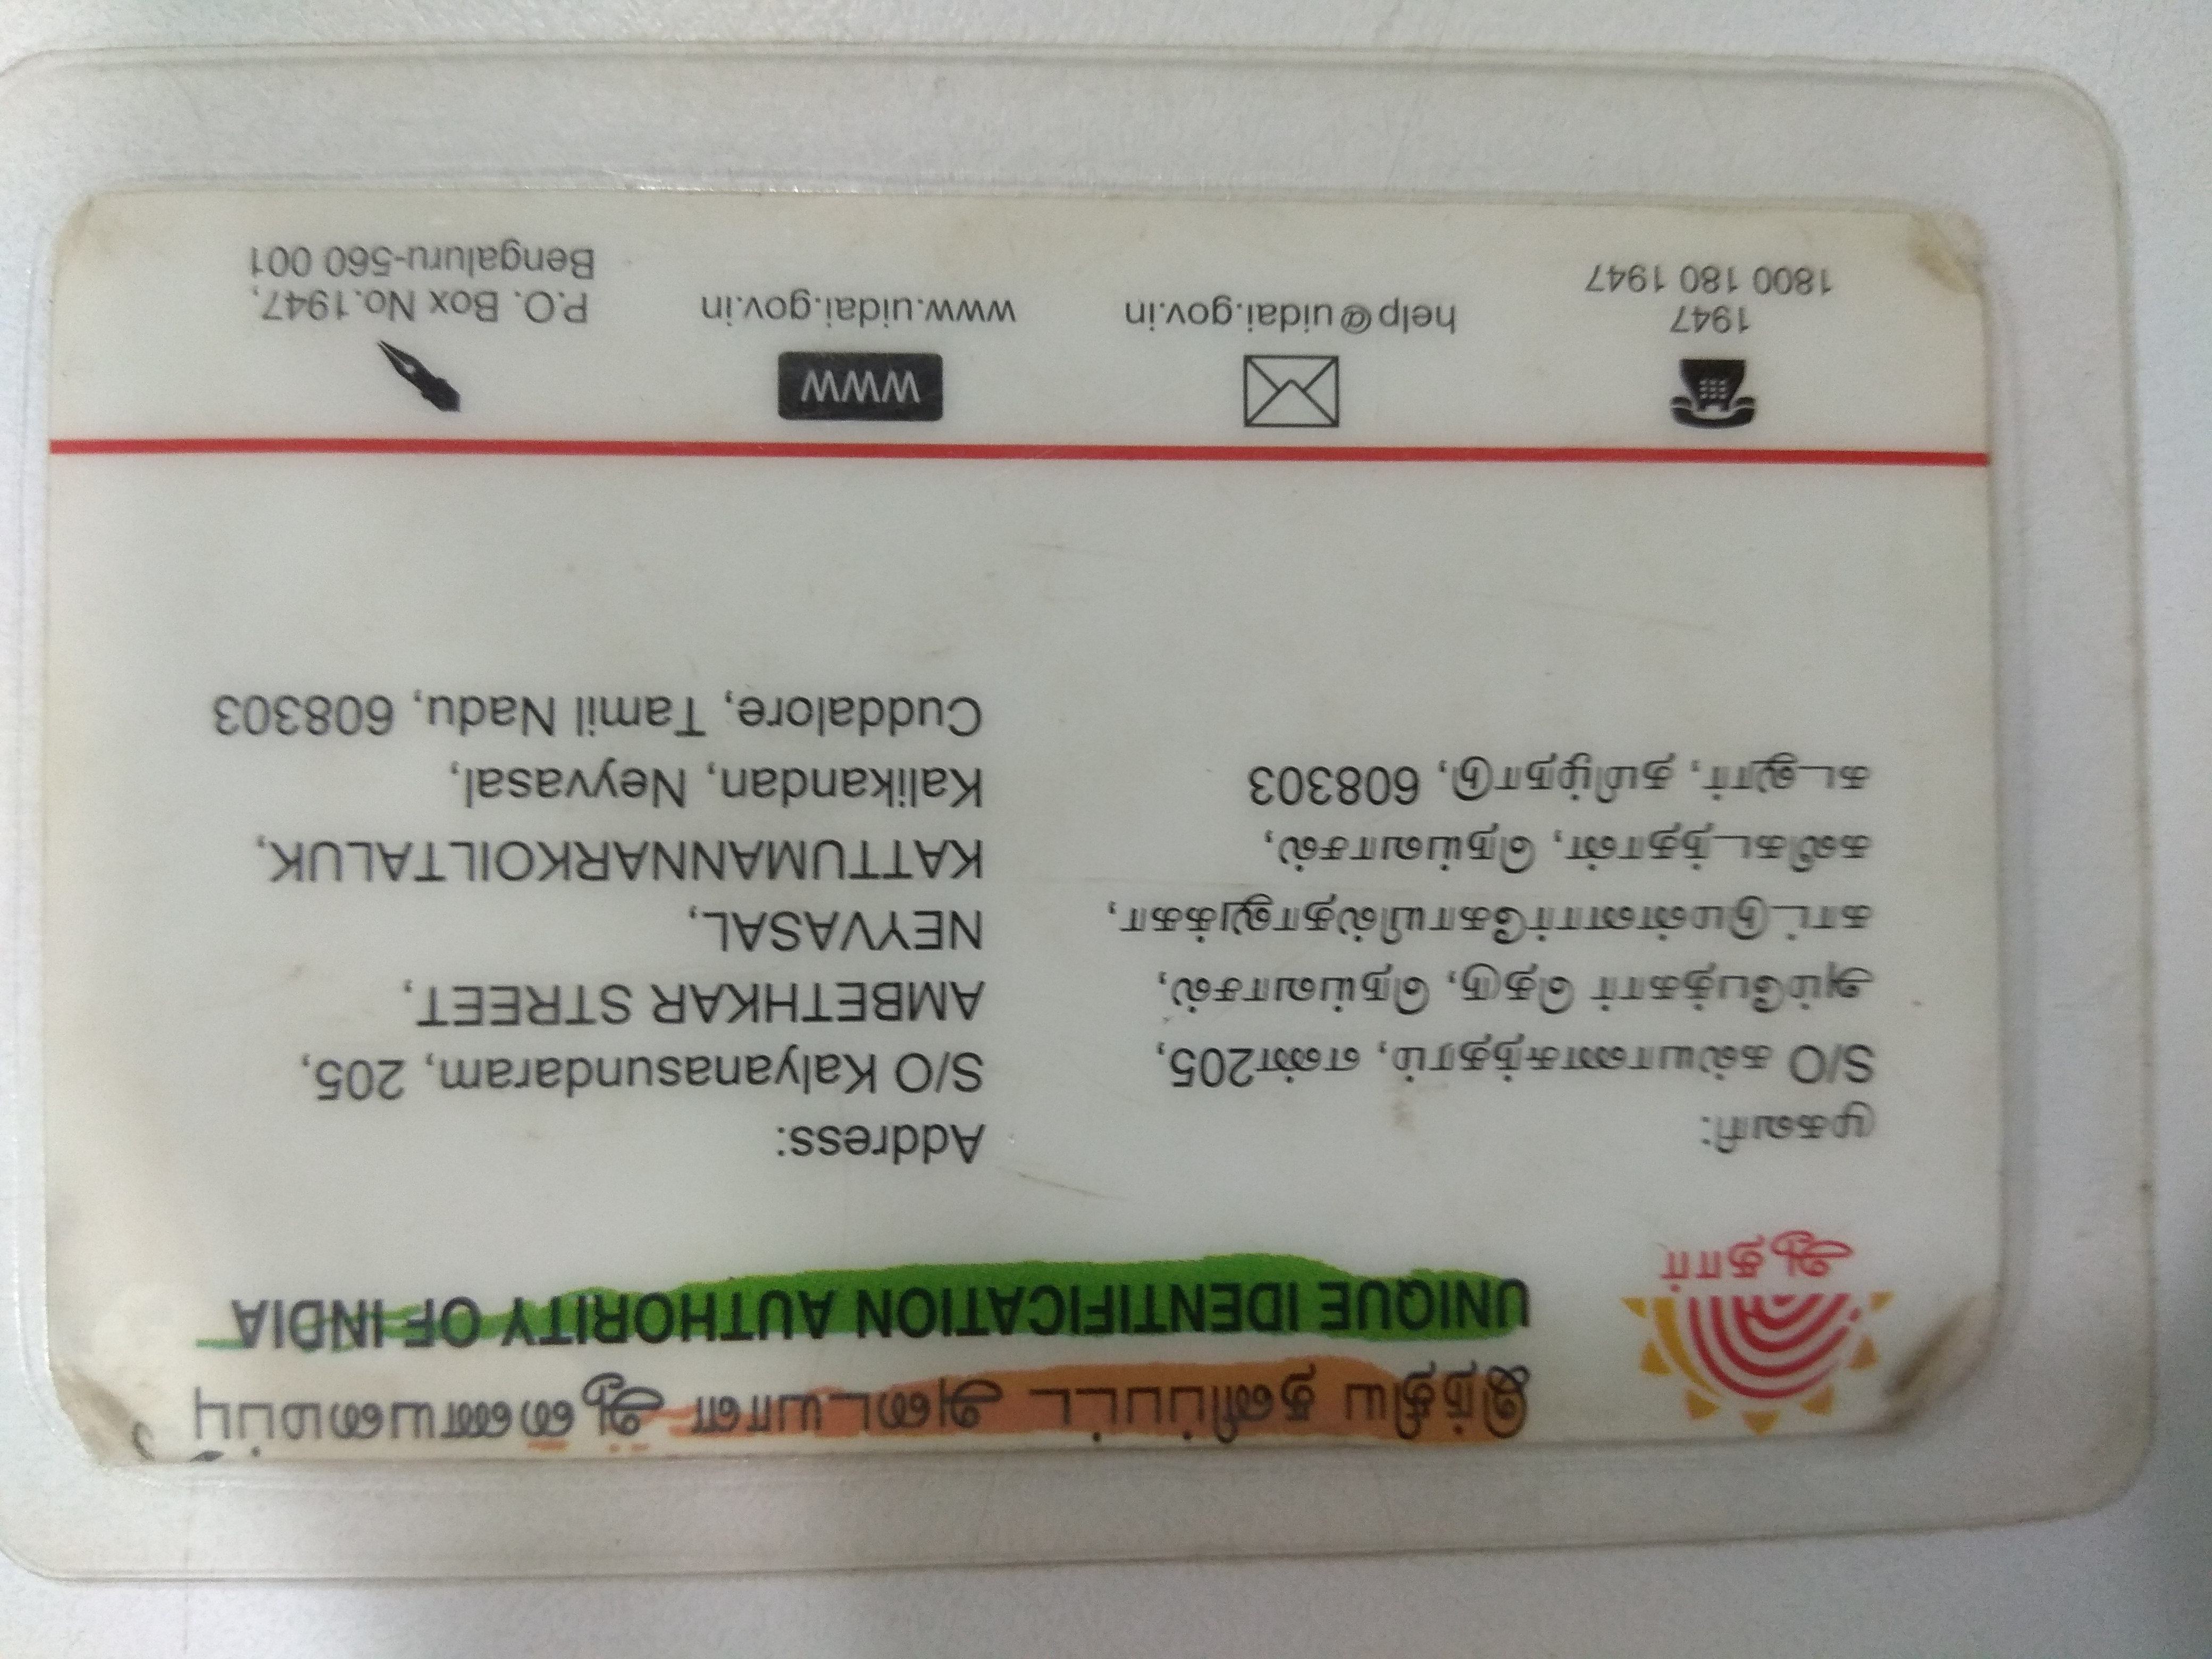 இந்திய தனிப்பட்ட அடையாள ஆணையமைப்பு
UNIQUE IDENTIFICATION AUTHORITY OF INDIA
ஆதார்
முகவரி:
S/O கல்யாணசுந்தரம், எண்205,
அம்பேத்கார் தெரு, நெய்வாசல்,
காட்டுமன்னார்கோயில்தாலுக்கா,
கலிகடந்தான், நெய்வாசல்,
கடலூர், தமிழ்நாடு, 608303
Address:
S/O Kalyanasundaram, 205,
AMBETHKAR STREET,
NEYVASAL,
KATTUMANNARKOILTALUK,
Kalikandan, Neyvasal,
Cuddalore, Tamil Nadu, 608303
1947
1800 180 1947
help@uidai.gov.in
WWW
www.uidai.gov.in
P.O. Box No.1947,
Bengaluru-560 001